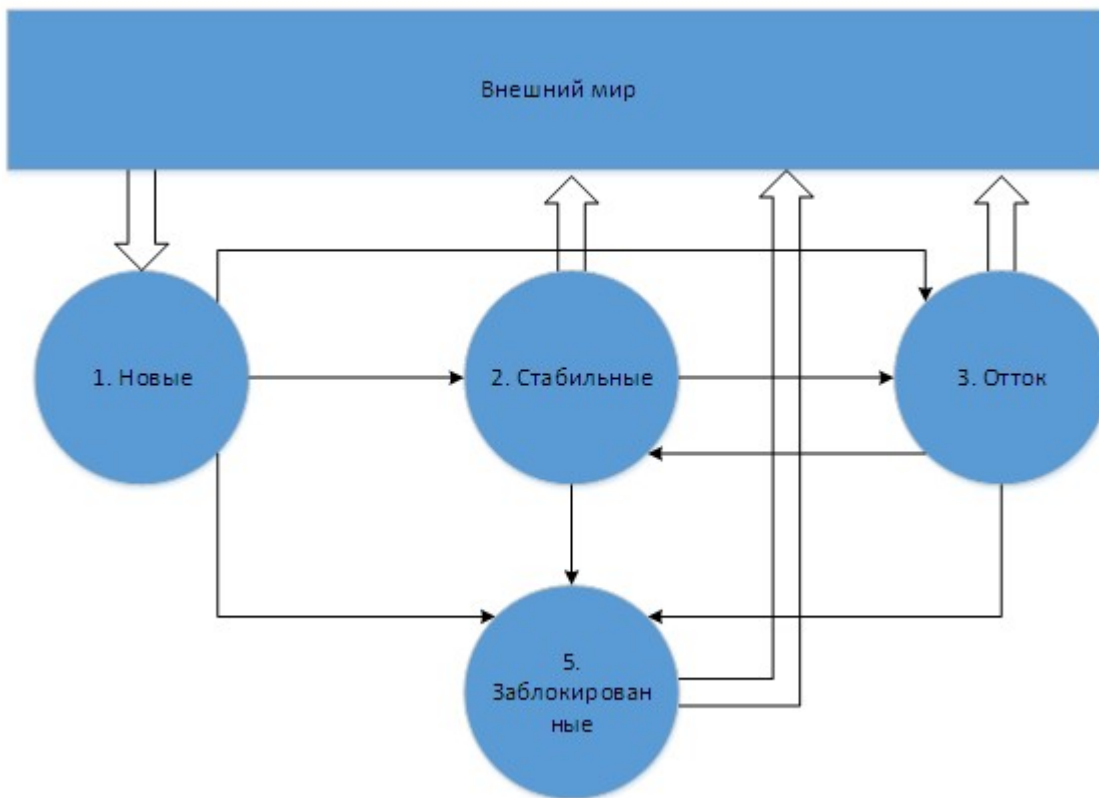 Внешний мир
1. Новые
2. Стабильные
3. Отток
5.
Заблокирован
ные